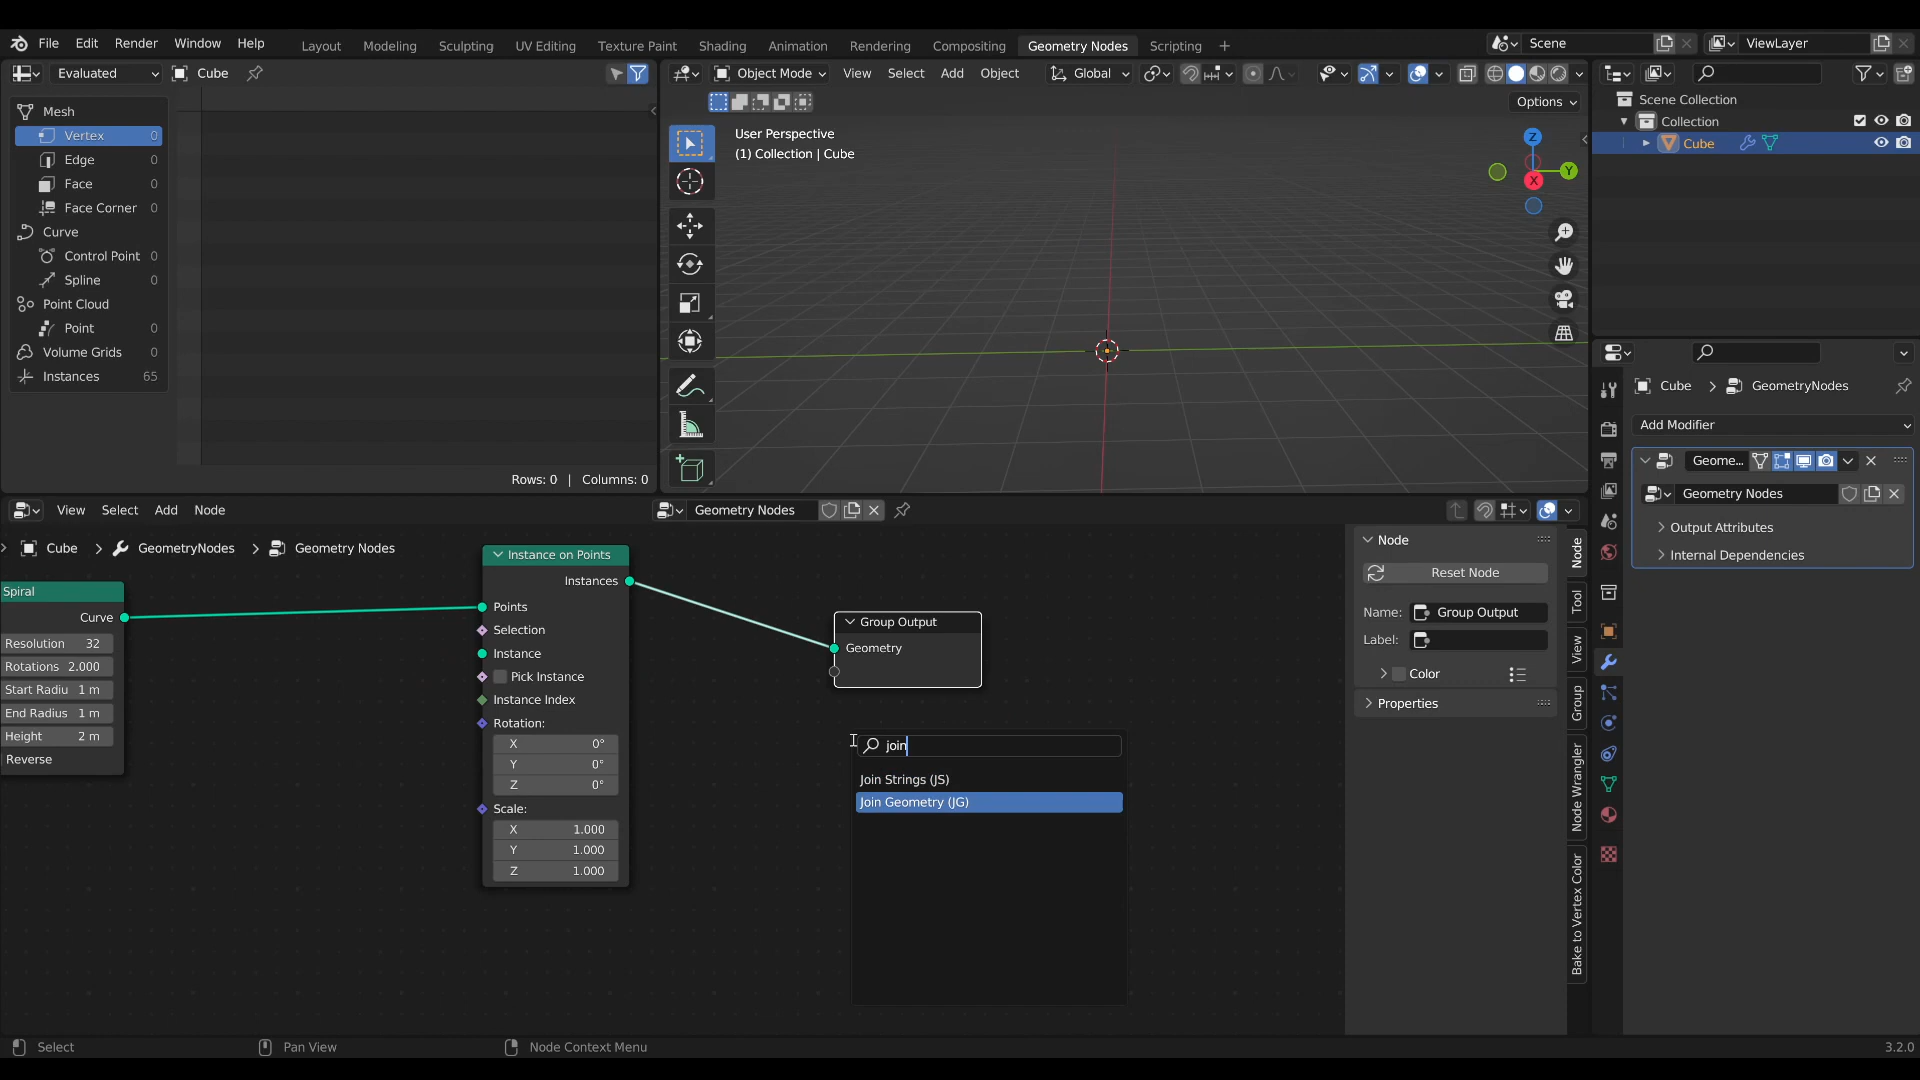 File Edit Render Window Help
Layout Modeling Sculpting UV Editing Texture Paint Shading Animation Rendering Compositing Geometry Nodes Scripting
Scene
ViewLayer
Evaluated
Cube
Mesh
Vertex 0
Edge 0
Face 0
Face Corner 0
Curve
Control Point 0
Spline 0
Point Cloud
Point 0
Volume Grids 0
Instances 65
Rows: 0 | Columns: 0
Object Mode View Select Add Object
Global
Options
User Perspective
(1) Collection | Cube
Z
Y
X
Scene Collection
Collection
Cube
Cube > GeometryNodes
Add Modifier
Geome...
Geometry Nodes
Output Attributes
Internal Dependencies
View Select Add Node
Geometry Nodes
Cube > GeometryNodes > Geometry Nodes
Spiral
Curve
Resolution 32
Rotations 2.000
Start Radiu 1 m
End Radius 1 m
Height 2 m
Reverse
Instance on Points
Instances
Points
Selection
Instance
Pick Instance
Instance Index
Rotation:
X 0°
Y 0°
Z 0°
Scale:
X 1.000
Y 1.000
Z 1.000
Group Output
Geometry
join
Join Strings (JS)
Join Geometry (JG)
Node
Reset Node
Name: Group Output
Label:
Color
Properties
Node
Tool
View
Group
Node Wrangler
Bake to Vertex Color
Select
Pan View
Node Context Menu
3.2.0